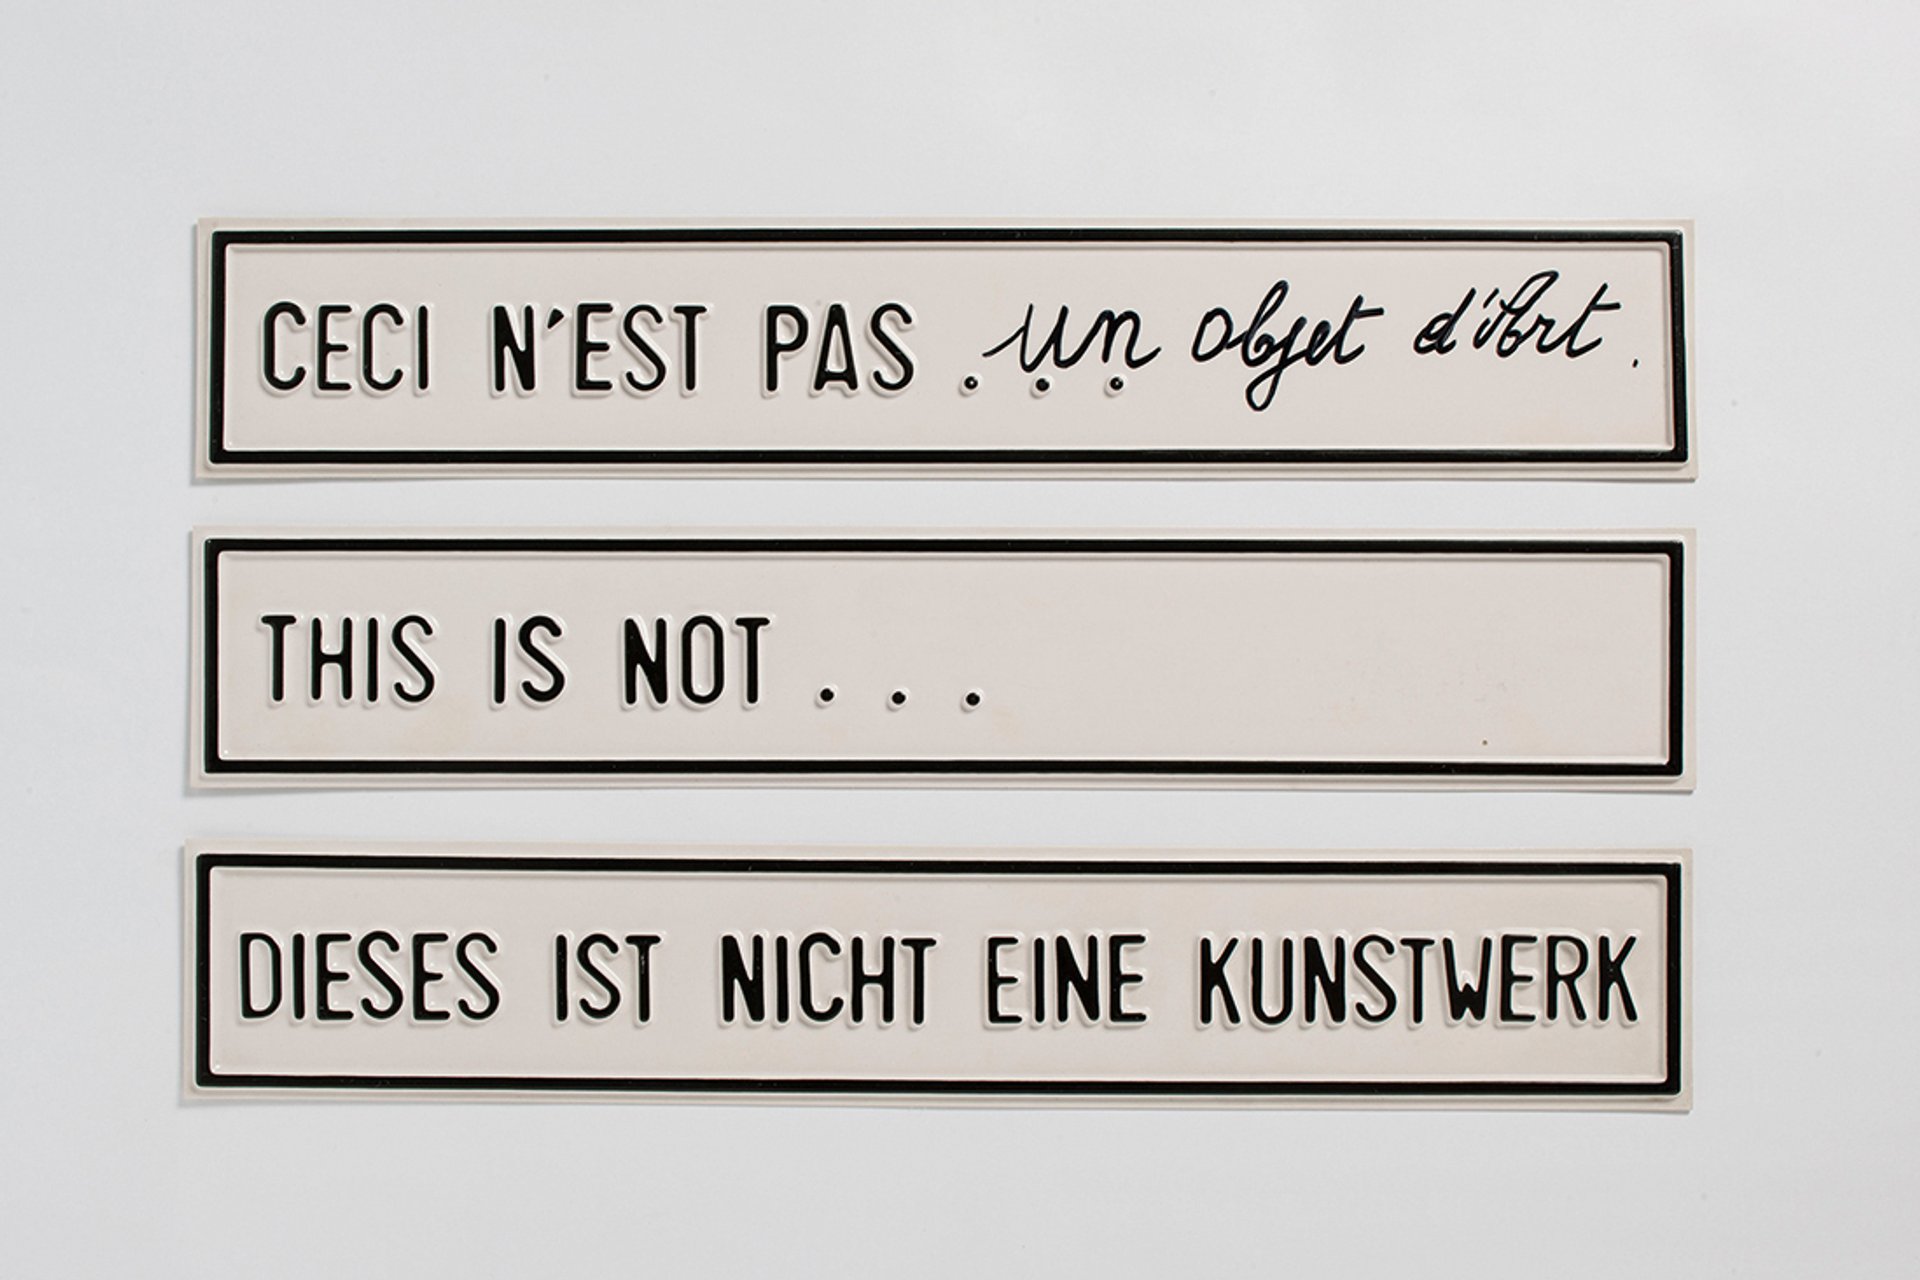 CECI N'EST PAS ... un objet d'Art.
THIS IS NOT ...
DIESES IST NICHT EINE KUNSTWERK